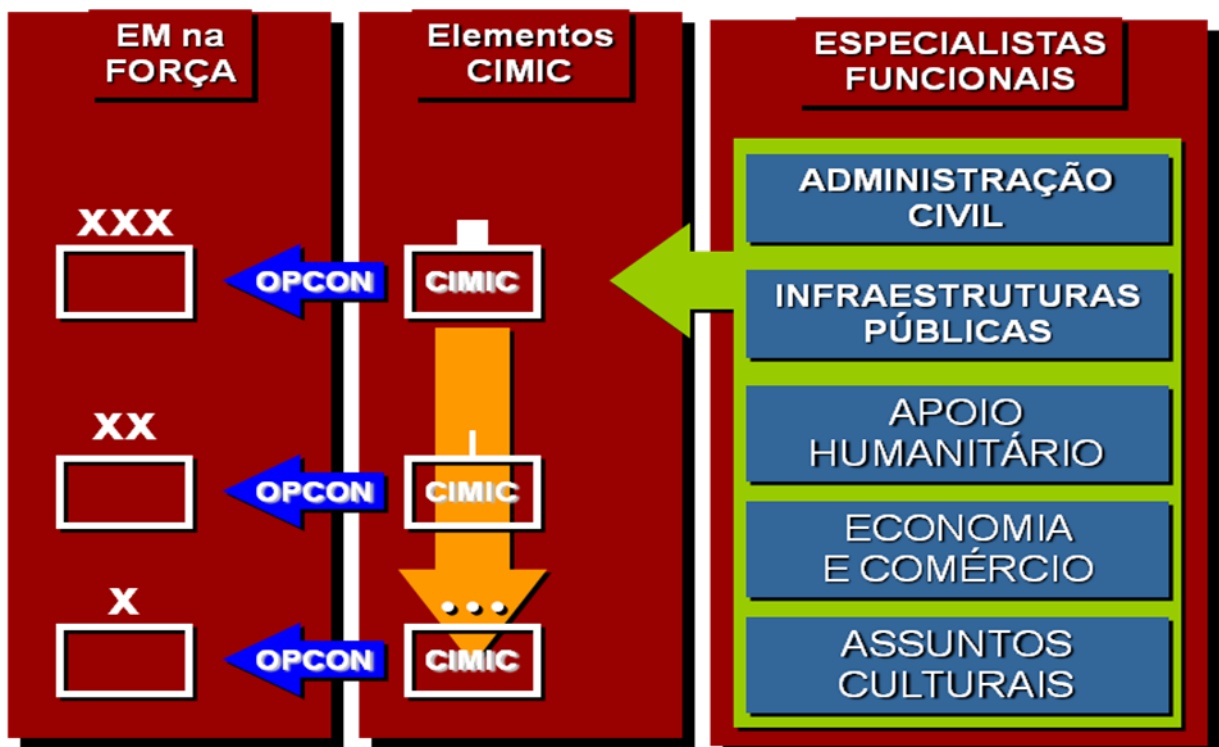 EM na
FORÇA
XXX
XX
X
OPCON
OPCON
OPCON
Elementos
CIMIC
CIMIC
I
CIMIC
...
CIMIC
ESPECIALISTAS
FUNCIONAIS
ADMINISTRAÇÃO
CIVIL
INFRAESTRUTURAS
PÚBLICAS
APOIO
HUMANITÁRIO
ECONOMIA
E COMÉRCIO
ASSUNTOS
CULTURAIS